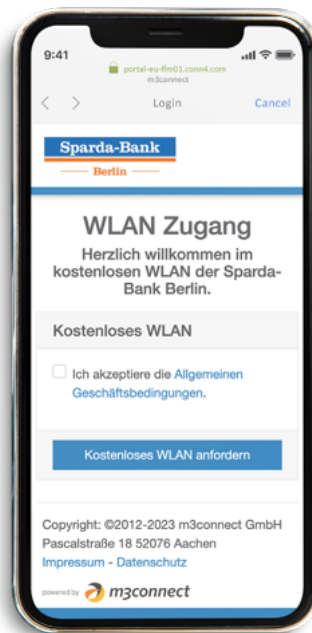 9:41
portal-eu-ffm01.conn4.com
m3connect
Login
Cancel
Sparda-Bank
Berlin
WLAN Zugang
Herzlich willkommen im
kostenlosen WLAN der Sparda-
Bank Berlin.
Kostenloses WLAN
Ich akzeptiere die Allgemeinen
Geschäftsbedingungen.
Kostenloses WLAN anfordern
Copyright: ©2012-2023 m3connect GmbH
Pascalstraße 18 52076 Aachen
Impressum - Datenschutz
powered by m3connect